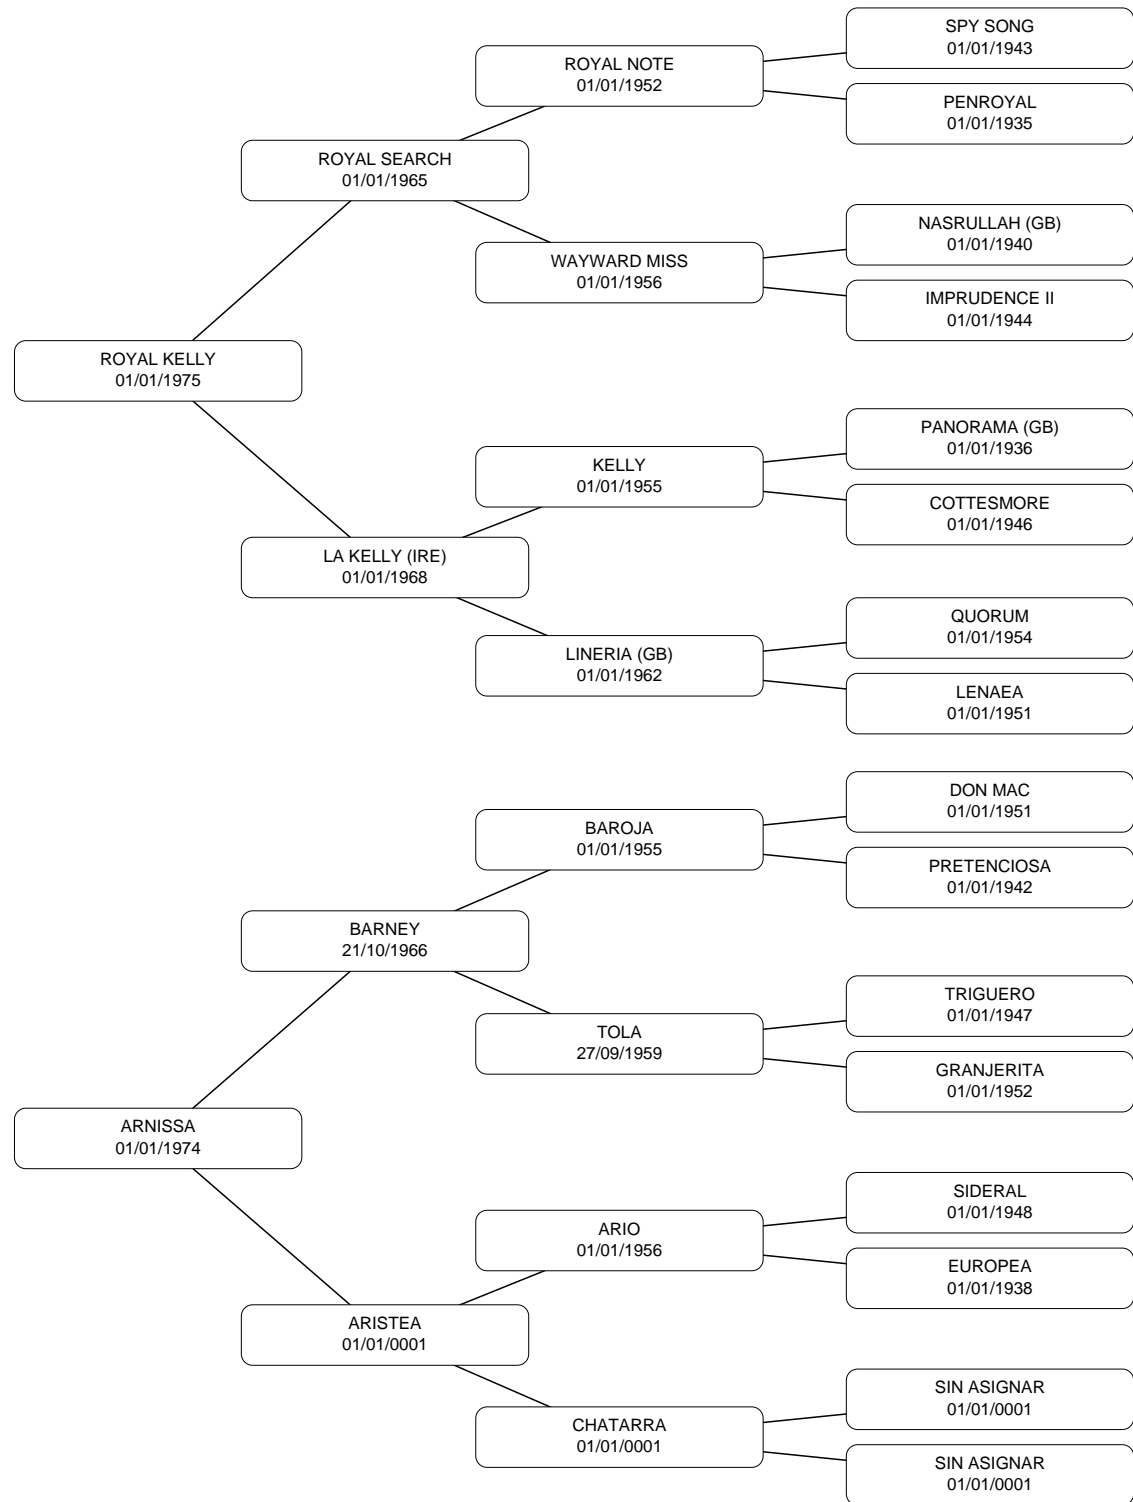 SPY SONG
01/01/1943
ROYAL NOTE
01/01/1952
PENROYAL
01/01/1935
ROYAL SEARCH
01/01/1965
NASRULLAH (GB)
01/01/1940
WAYWARD MISS
01/01/1956
IMPRUDENCE II
01/01/1944
ROYAL KELLY
01/01/1975
PANORAMA (GB)
01/01/1936
KELLY
01/01/1955
COTTESMORE
01/01/1946
LA KELLY (IRE)
01/01/1968
QUORUM
01/01/1954
LINERIA (GB)
01/01/1962
LENAEA
01/01/1951
DON MAC
01/01/1951
BAROJA
01/01/1955
PRETENCIOSA
01/01/1942
BARNEY
21/10/1966
TRIGUERO
01/01/1947
TOLA
27/09/1959
GRANJERITA
01/01/1952
ARNISSA
01/01/1974
SIDERAL
01/01/1948
ARIO
01/01/1956
EUROPEA
01/01/1938
ARISTEA
01/01/0001
SIN ASIGNAR
01/01/0001
CHATARRA
01/01/0001
SIN ASIGNAR
01/01/0001